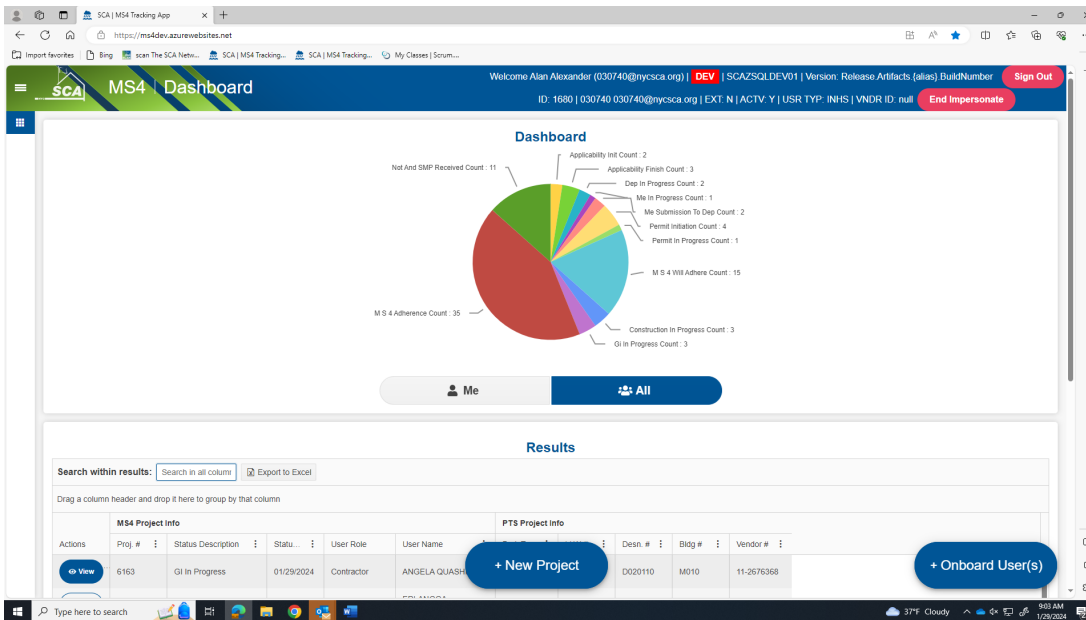 SCA | MS4 Tracking App
https://ms4dev.azurewebsites.net
Import favorites
Bing
scan The SCA Netw...
SCA | MS4 Tracking...
SCA | MS4 Tracking...
My Classes | Scrum....
SCA
MS4 | Dashboard
Welcome Alan Alexander (030740@nycsca.org) | DEV | SCAZSQLDEV01 | Version: Release.Artifacts.{alias}.BuildNumber
Sign Out
ID: 1680 | 030740 030740@nycsca.org | EXT: N | ACTV: Y | USR TYP: INHS | VNDR ID: null
End Impersonate
Dashboard
Applicability Init Count : 2
Not And SMP Received Count : 11
Applicability Finish Count : 3
Dep In Progress Count : 2
Me In Progress Count : 1
Me Submission To Dep Count : 2
Permit Initiation Count : 4
Permit In Progress Count : 1
M S 4 Will Adhere Count : 15
M S 4 Adherence Count : 35
Construction In Progress Count : 3
Gi In Progress Count : 3
Me
All
Results
Search within results:
Search in all colum
Export to Excel
Drag a column header and drop it here to group by that column
MS4 Project Info
PTS Project Info
Actions
Proj. #
Status Description
Statu...
User Role
User Name
Desn. #
Bldg #
Vendor #
View
6163
GI In Progress
01/29/2024
Contractor
ANGELA QUASH
D020110
M010
11-2676368
+ New Project
+ Onboard User(s)
Type here to search
37°F Cloudy
9:03 AM
1/29/2024